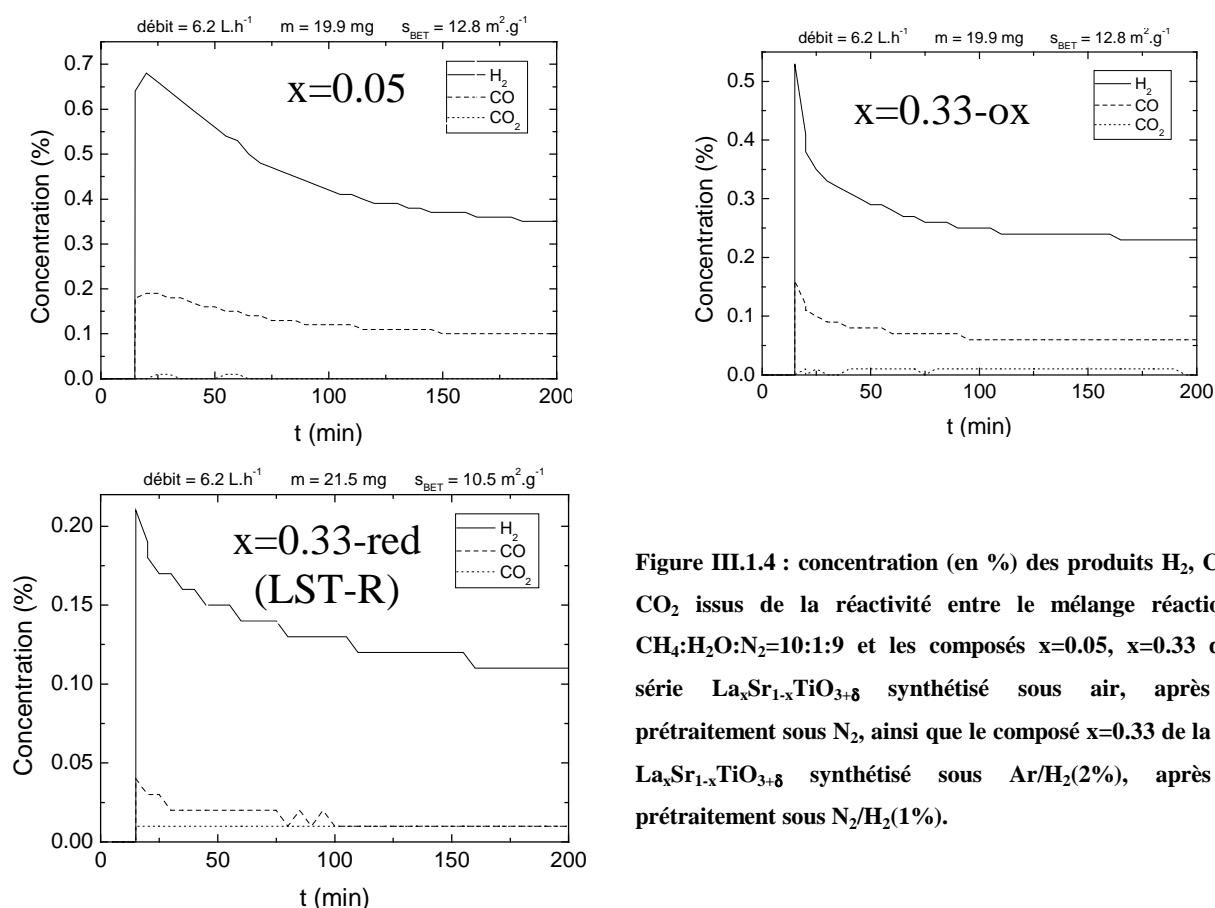 débit = 6.2 L.h-1 m = 19.9 mg sBET = 12.8 m2.g-1
0.7
0.6
0.5
0.4
0.3
0.2
0.1
0.0
Concentration (%)
x=0.05
H2
CO
CO2
0 50 100 150 200
t (min)
débit = 6.2 L.h-1 m = 19.9 mg sBET = 12.8 m2.g-1
0.5
0.4
0.3
0.2
0.1
0.0
Concentration (%)
x=0.33-ox
H2
CO
CO2
0 50 100 150 200
t (min)
débit = 6.2 L.h-1 m = 21.5 mg sBET = 10.5 m2.g-1
0.20
0.15
0.10
0.05
0.00
Concentration (%)
x=0.33-red
(LST-R)
H2
CO
CO2
0 50 100 150 200
t (min)
Figure III.1.4 : concentration (en %) des produits H2, C
CO2 issus de la réactivité entre le mélange réactio
CH4:H2O:N2=10:1:9 et les composés x=0.05, x=0.33 d
série LaxSr1-xTiO3+δ synthétisé sous air, après
prétraitement sous N2, ainsi que le composé x=0.33 de la
LaxSr1-xTiO3+δ synthétisé sous Ar/H2(2%), après
prétraitement sous N2/H2(1%).